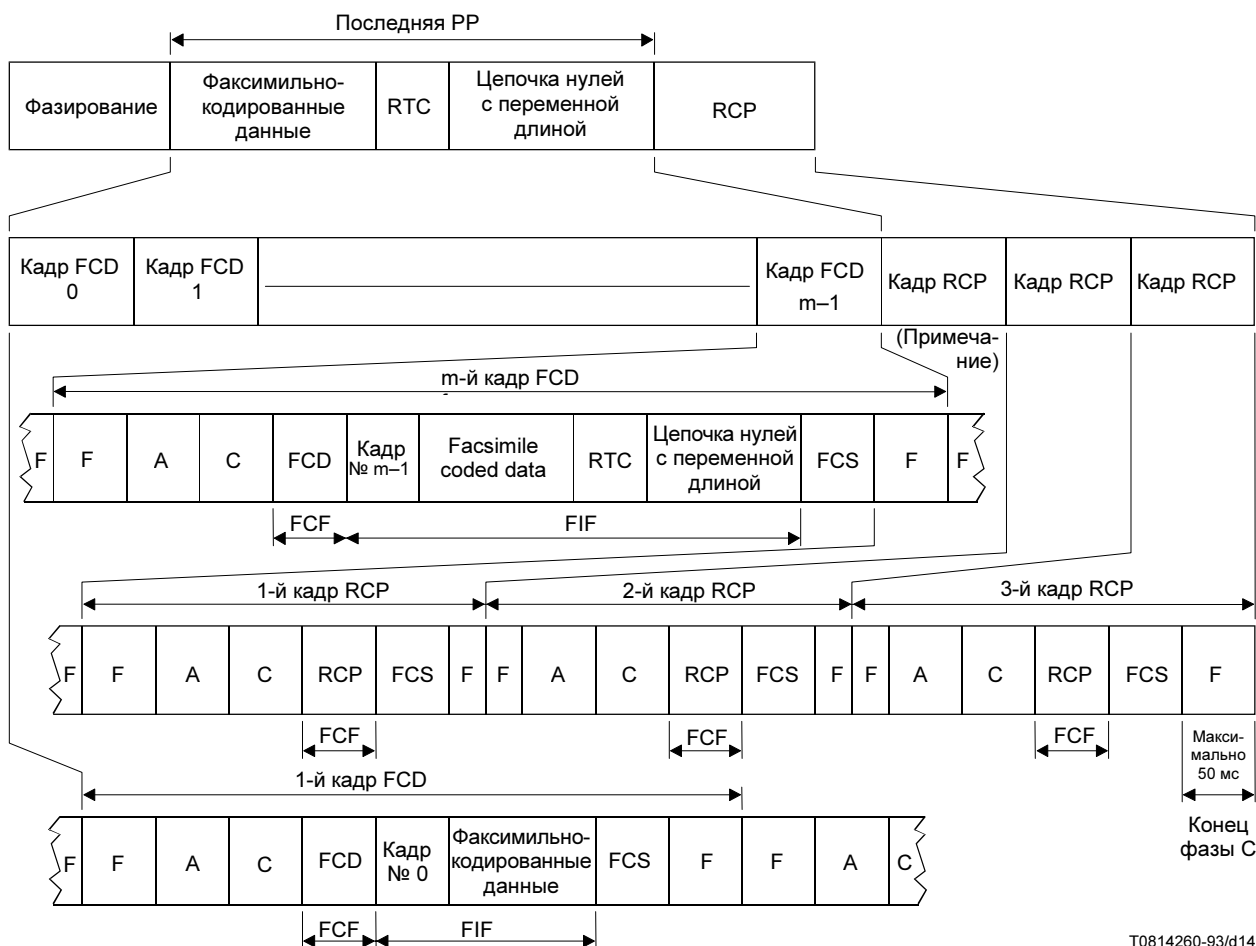 Последняя PP
Фазирование
Факсимильно-
кодированные
данные
RTC
Цепочка нулей
с переменной
длиной
RCP
Кадр FCD
0
Кадр FCD
1
Кадр FCD
m–1
Кадр RCP
Кадр RCP
Кадр RCP
(Примеча-
ние)
m-й кадр FCD
F
F
A
C
FCD
Кадр
№ m–1
Facsimile
coded data
RTC
Цепочка нулей
с переменной
длиной
FCS
F
F
FCF
FIF
1-й кадр RCP
2-й кадр RCP
3-й кадр RCP
F
F
A
C
RCP
FCS
F
F
A
C
RCP
FCS
F
F
A
C
RCP
FCS
F
FCF
FCF
FCF
Макси-
мально
50 мс
Конец
фазы C
1-й кадр FCD
F
F
A
C
FCD
Кадр
№ 0
Факсимильно-
кодированные
данные
FCS
F
F
A
C
FCF
FIF
T0814260-93/d14